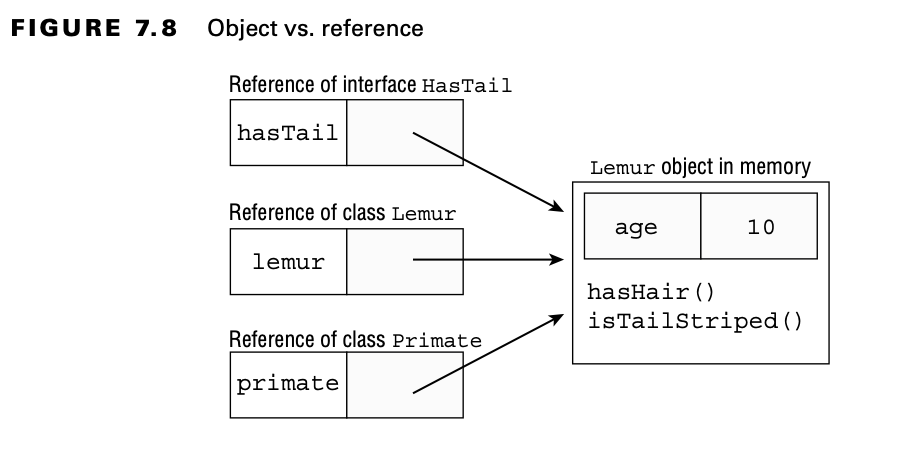 FIGURE 7.8 Object vs. reference
Reference of interface HasTail
hasTail
Reference of class Lemur
lemur
Reference of class Primate
primate
Lemur object in memory
age 10
hasHair()
isTailStriped()